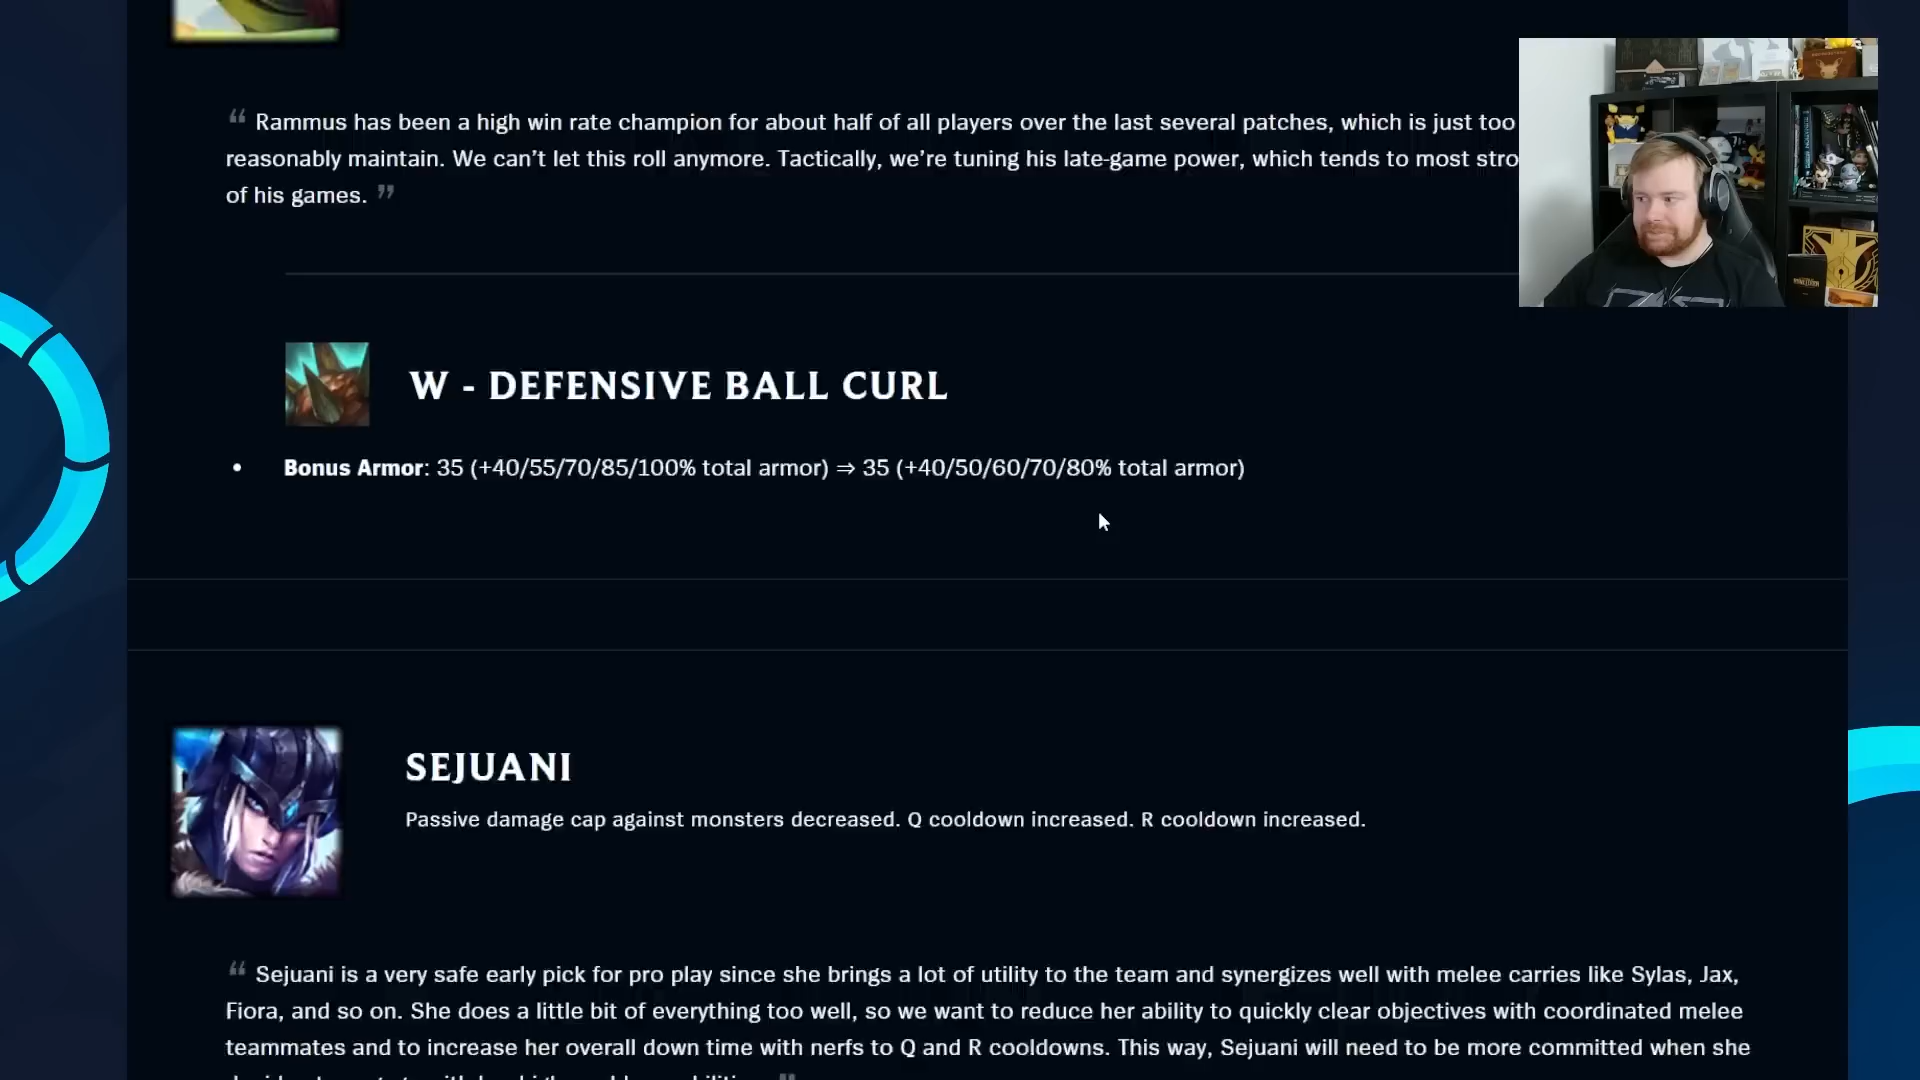 “ Rammus has been a high win rate champion for about half of all players over the last several patches, which is just too
reasonably maintain. We can’t let this roll anymore. Tactically, we’re tuning his late-game power, which tends to most stro
of his games. ”
W - DEFENSIVE BALL CURL
• Bonus Armor: 35 (+40/55/70/85/100% total armor) ⇒ 35 (+40/50/60/70/80% total armor)
SEJUANI
Passive damage cap against monsters decreased. Q cooldown increased. R cooldown increased.
“ Sejuani is a very safe early pick for pro play since she brings a lot of utility to the team and synergizes well with melee carries like Sylas, Jax,
Fiora, and so on. She does a little bit of everything too well, so we want to reduce her ability to quickly clear objectives with coordinated melee
teammates and to increase her overall down time with nerfs to Q and R cooldowns. This way, Sejuani will need to be more committed when she